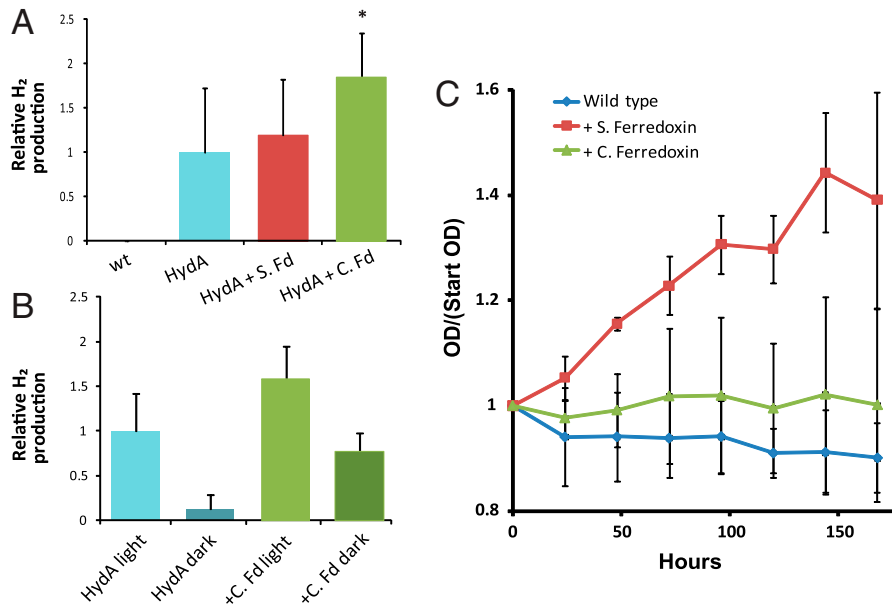 A
Relative H₂
production
2.5
2
1.5
1
0.5
0
*
wt
HydA
HydA + S. Fd
HydA + C. Fd
B
Relative H₂
production
2.5
2
1.5
1
0.5
0
HydA light
HydA dark
+C. Fd light
+C. Fd dark
C
OD/(Start OD)
1.6
1.4
1.2
1
0.8
Wild type
+ S. Ferredoxin
+ C. Ferredoxin
0
50
100
150
Hours